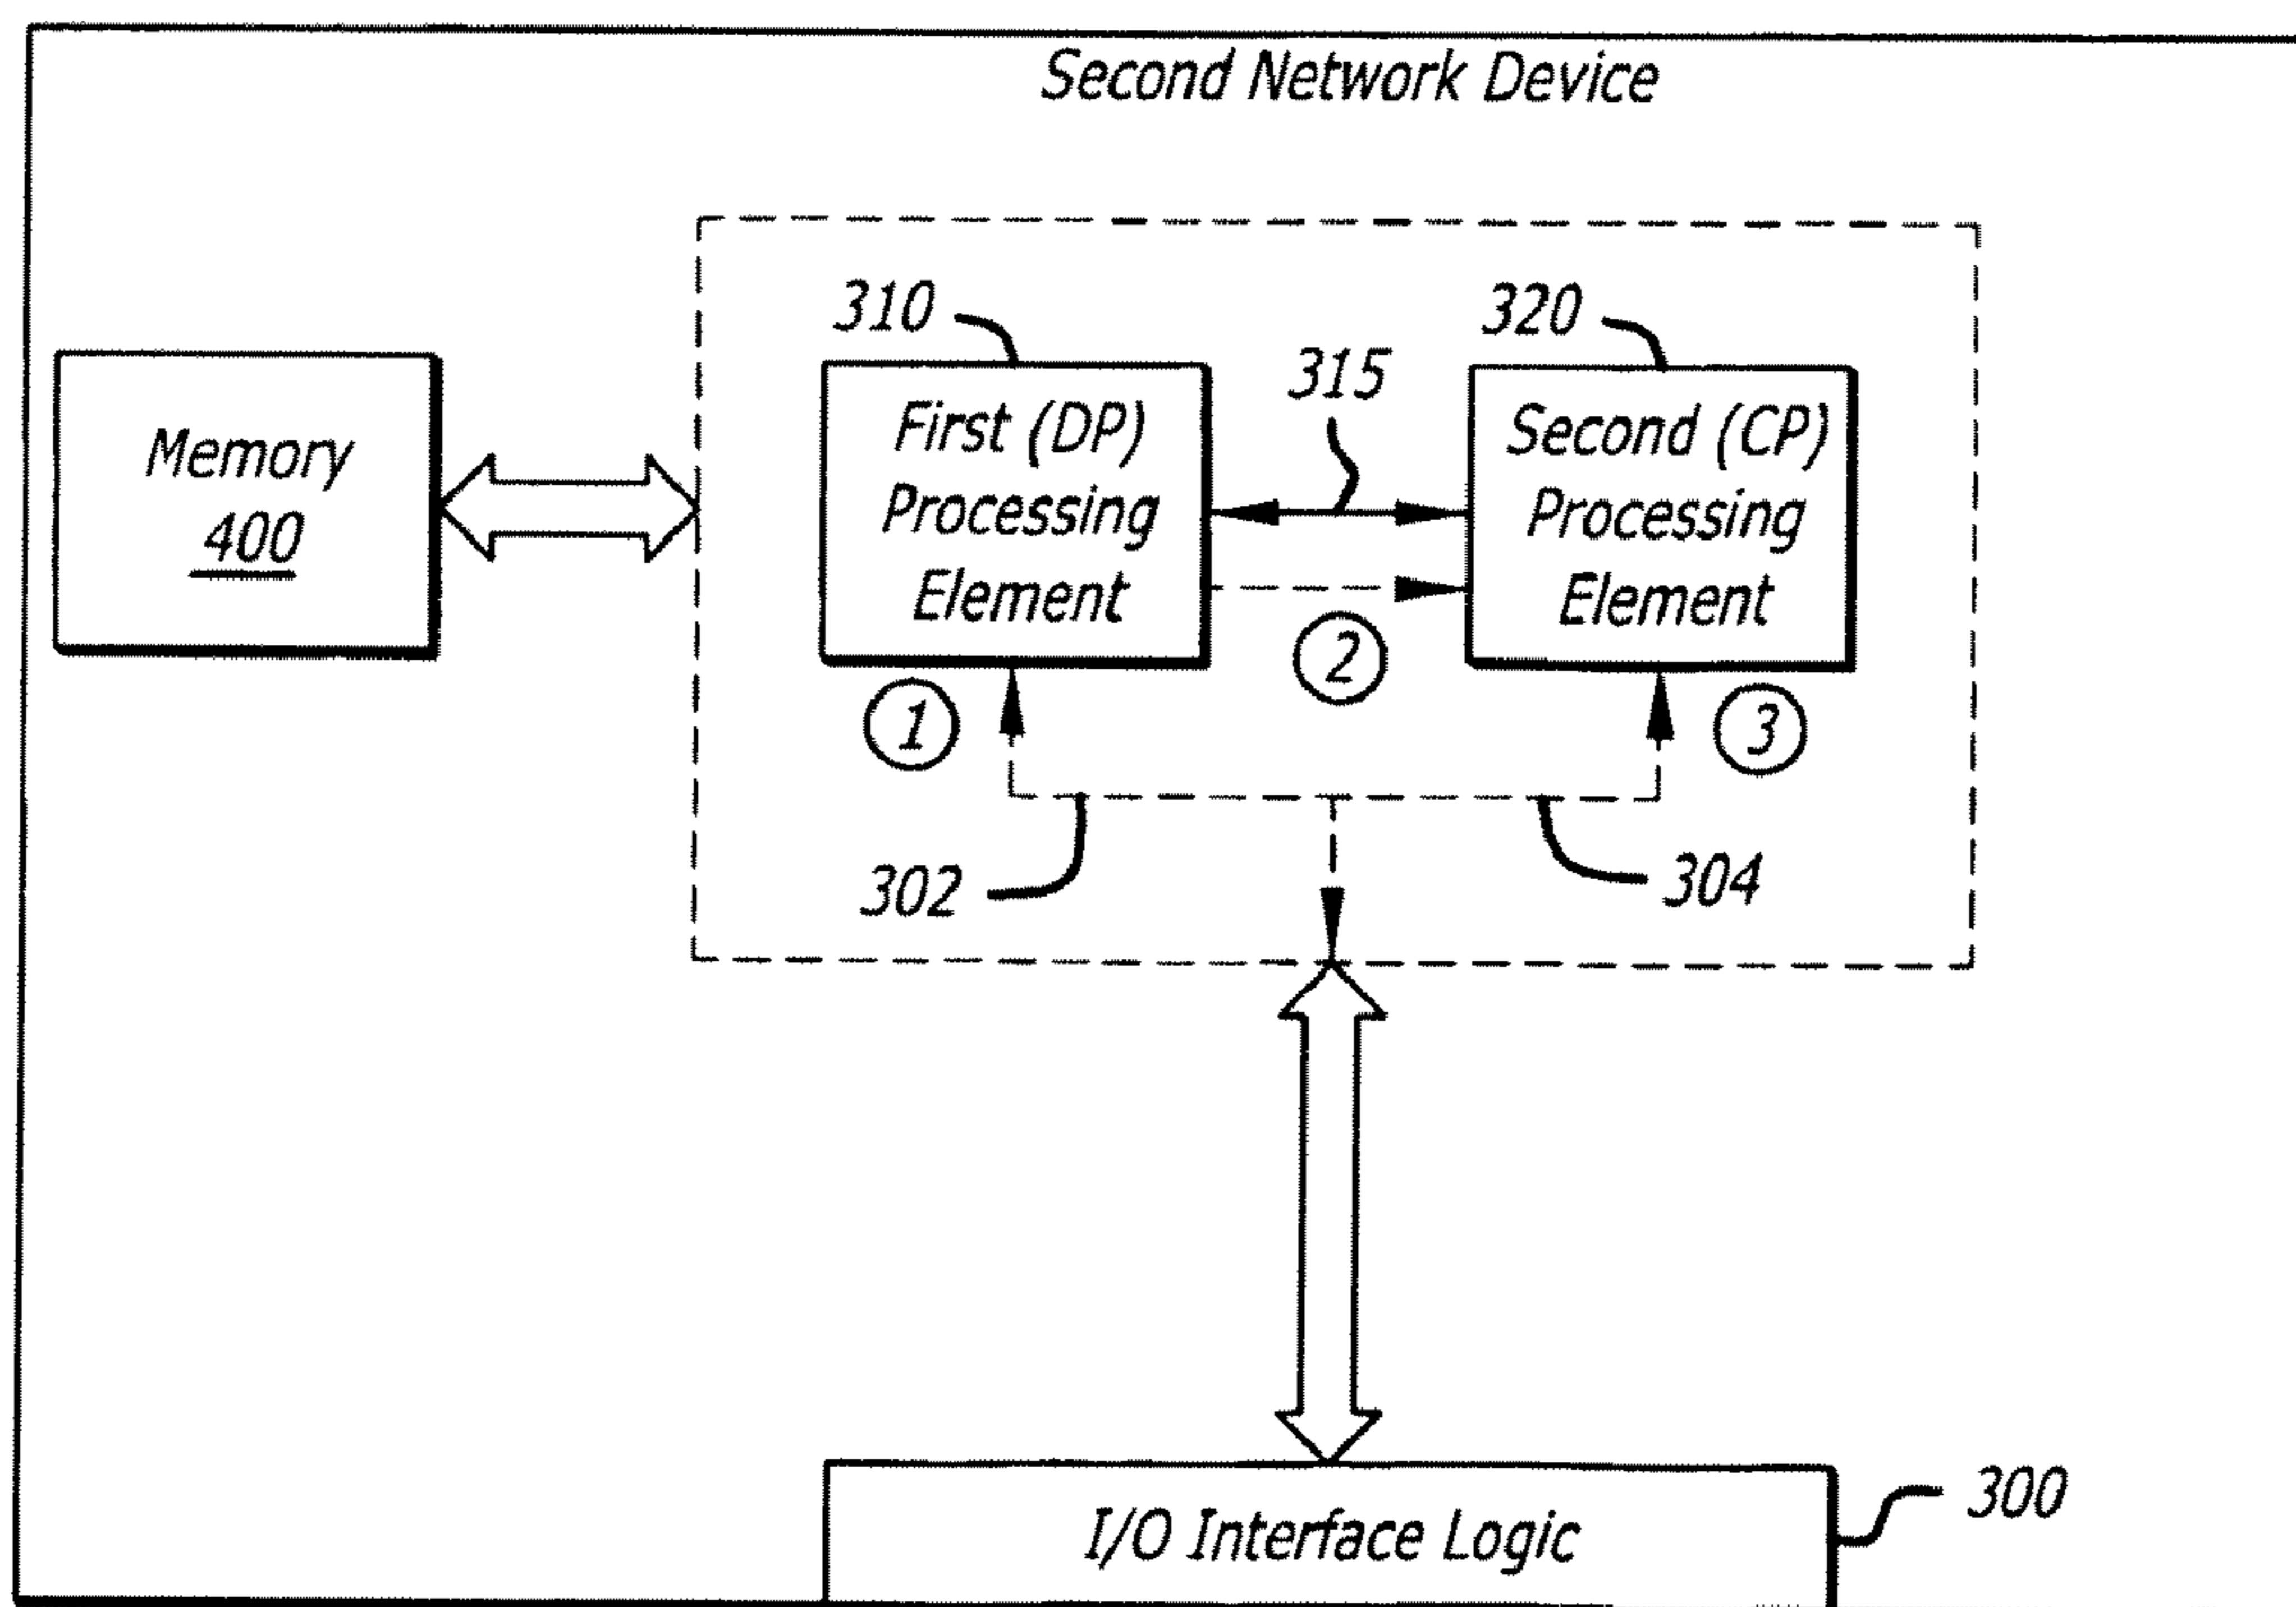 Second Network Device
310
320
315
Memory
400
First (DP)
Processing
Element
Second (CP)
Processing
Element
2
1
3
302
304
I/O Interface Logic
300